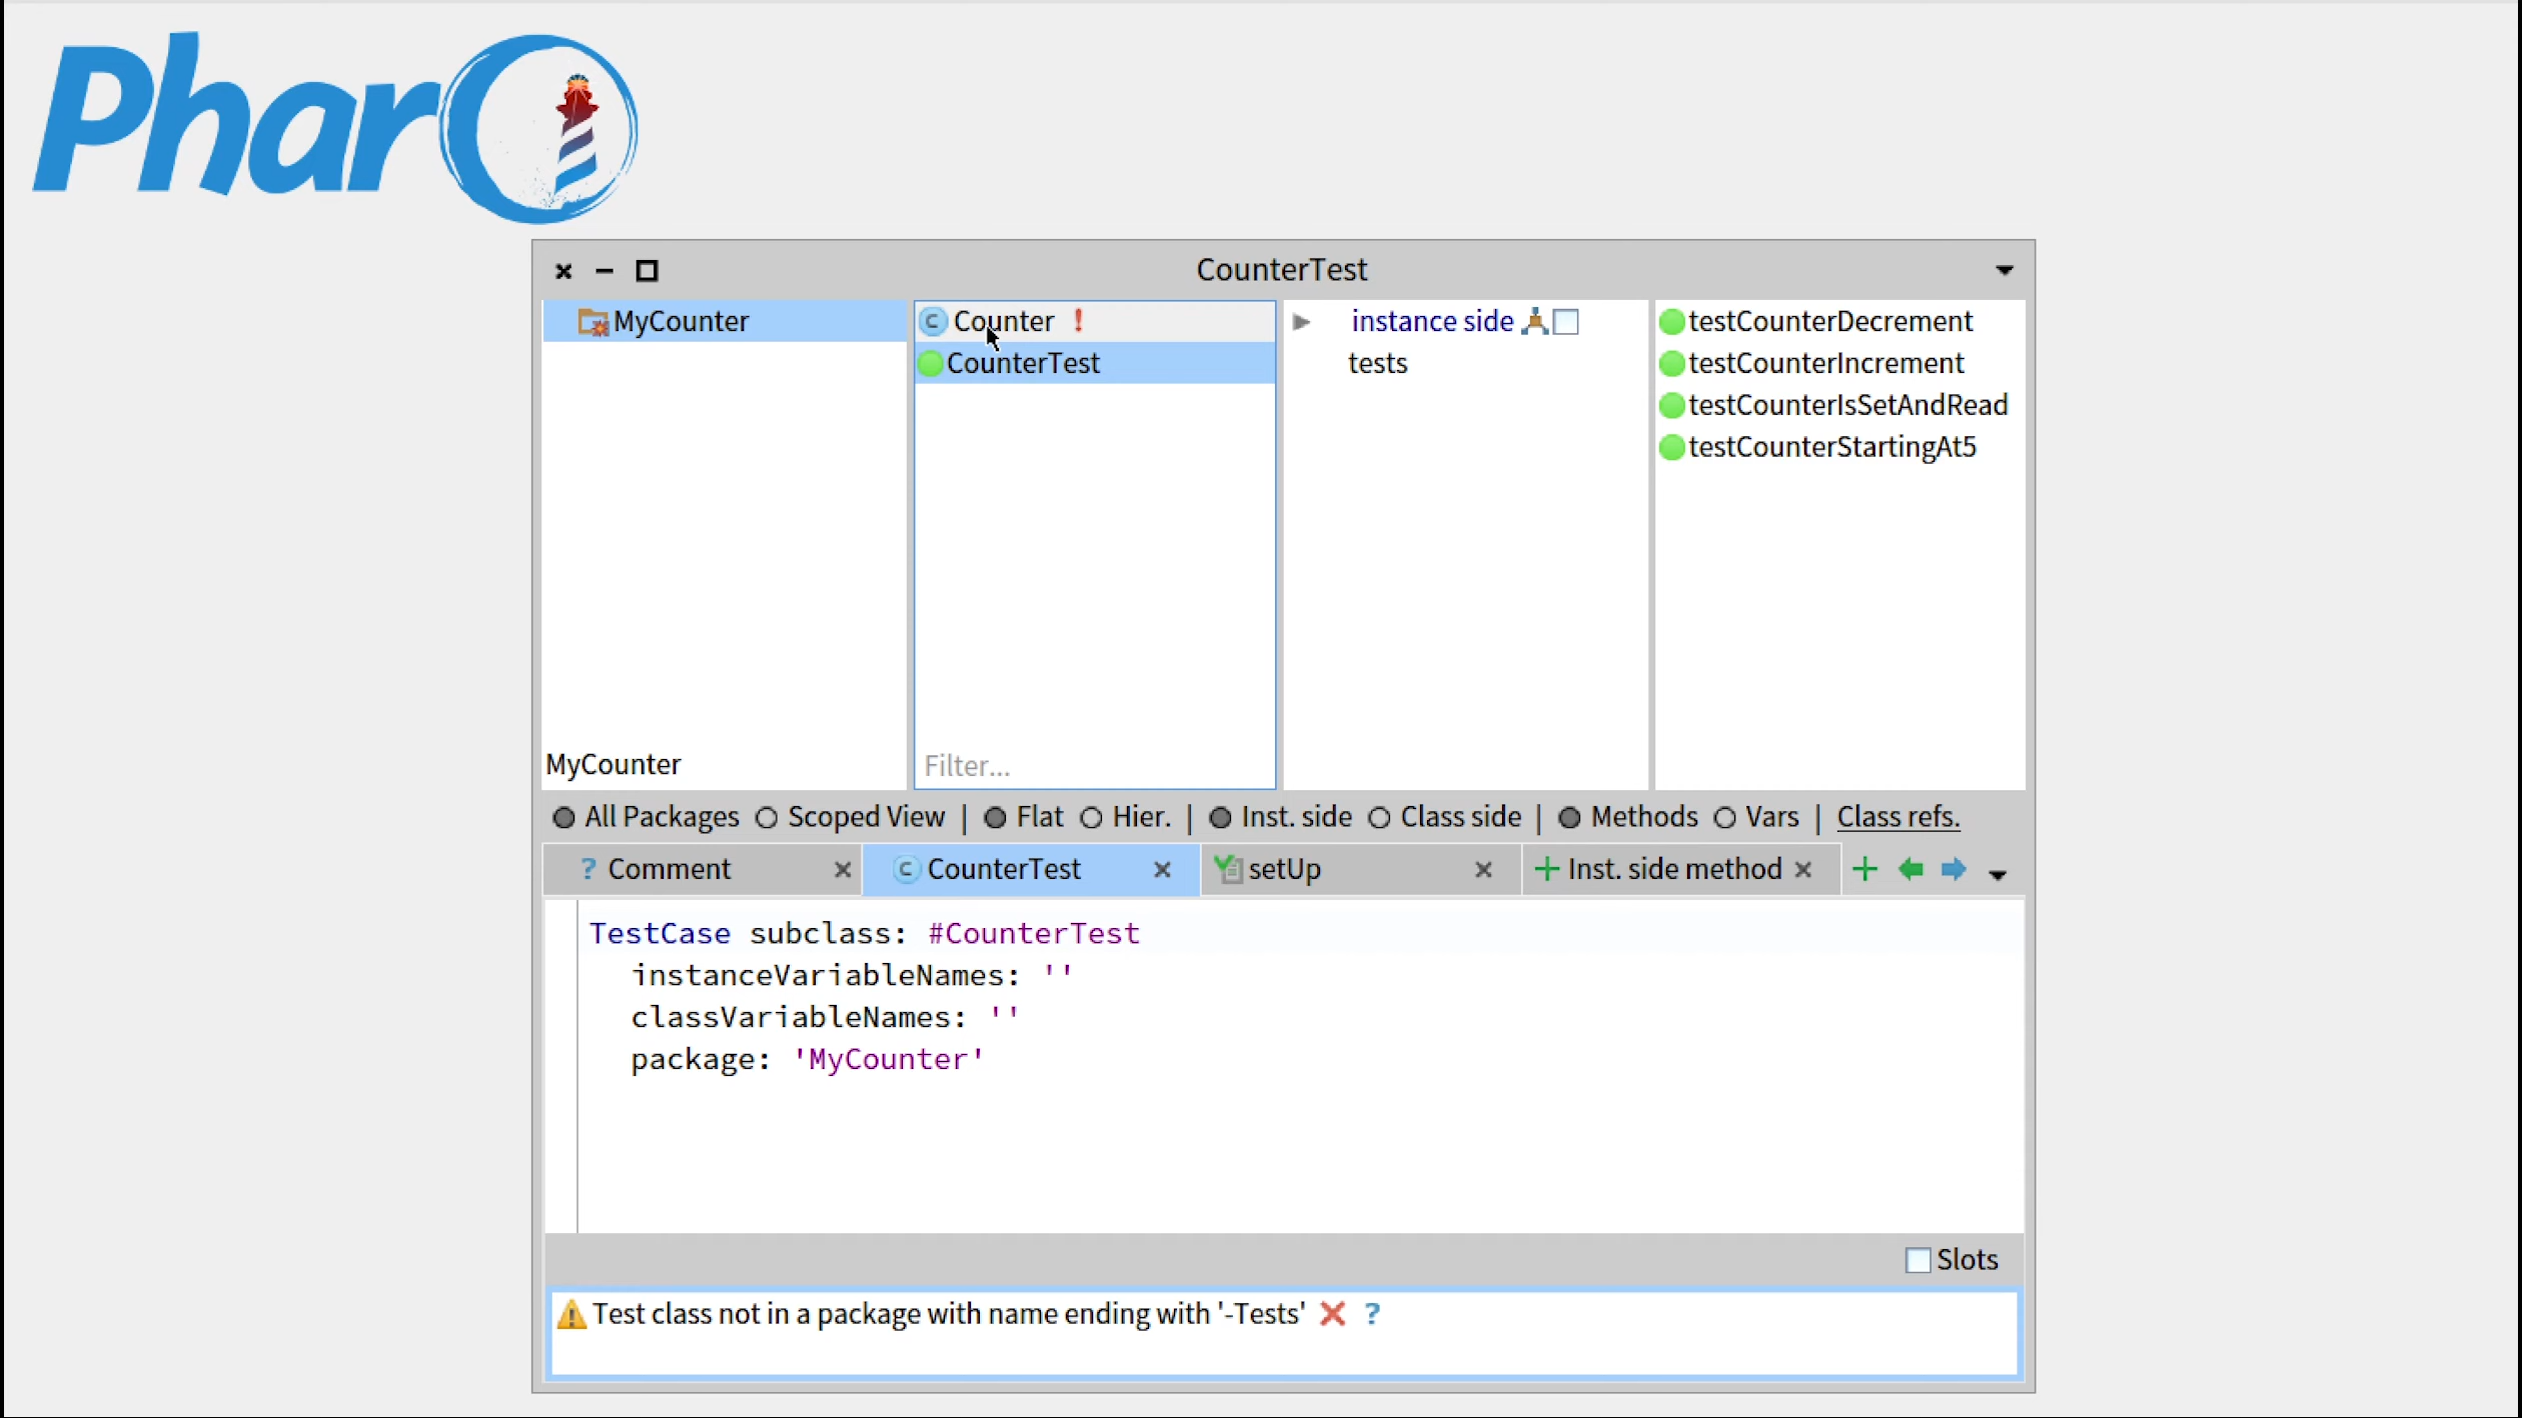 Pharo
CounterTest
MyCounter
Counter !
CounterTest
instance side
tests
testCounterDecrement
testCounterIncrement
testCounterIsSetAndRead
testCounterStartingAt5
MyCounter
Filter...
All Packages Scoped View | Flat Hier. | Inst. side Class side | Methods Vars | Class refs.
? Comment CounterTest setUp + Inst. side method +
TestCase subclass: #CounterTest
instanceVariableNames: ''
classVariableNames: ''
package: 'MyCounter'
Slots
Test class not in a package with name ending with '-Tests' ?